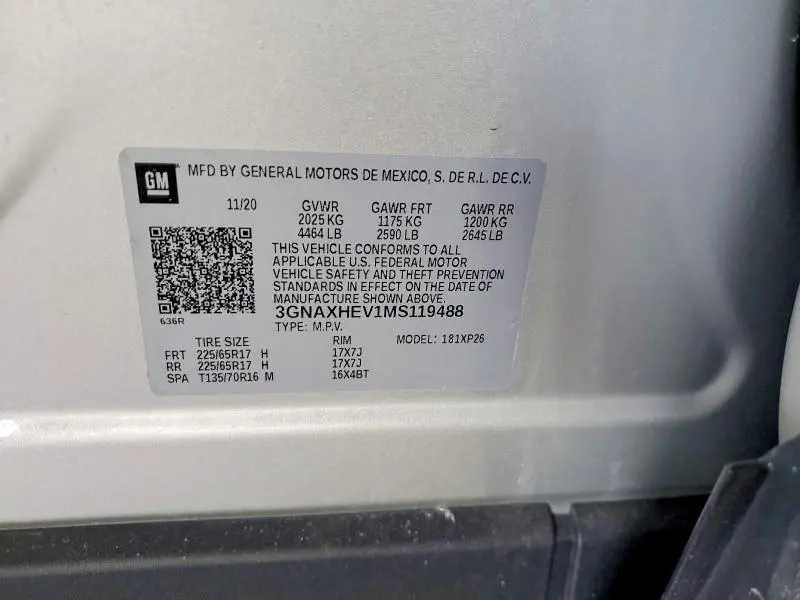 GM MFD BY GENERAL MOTORS DE MEXICO, S. DE R.L. DE C.V.
11/20 GVWR GAWR FRT GAWR RR
2025 KG 1175 KG 1200 KG
4464 LB 2590 LB 2645 LB
THIS VEHICLE CONFORMS TO ALL
APPLICABLE U.S. FEDERAL MOTOR
VEHICLE SAFETY AND THEFT PREVENTION
STANDARDS IN EFFECT ON THE DATE OF
MANUFACTURE SHOWN ABOVE.
636R
3GNAXHEV1MS119488
TYPE: M.P.V. MODEL: 181XP26
TIRE SIZE RIM
FRT 225/65R17 H 17X7J
RR 225/65R17 H 17X7J
SPA T135/70R16 M 16X4BT